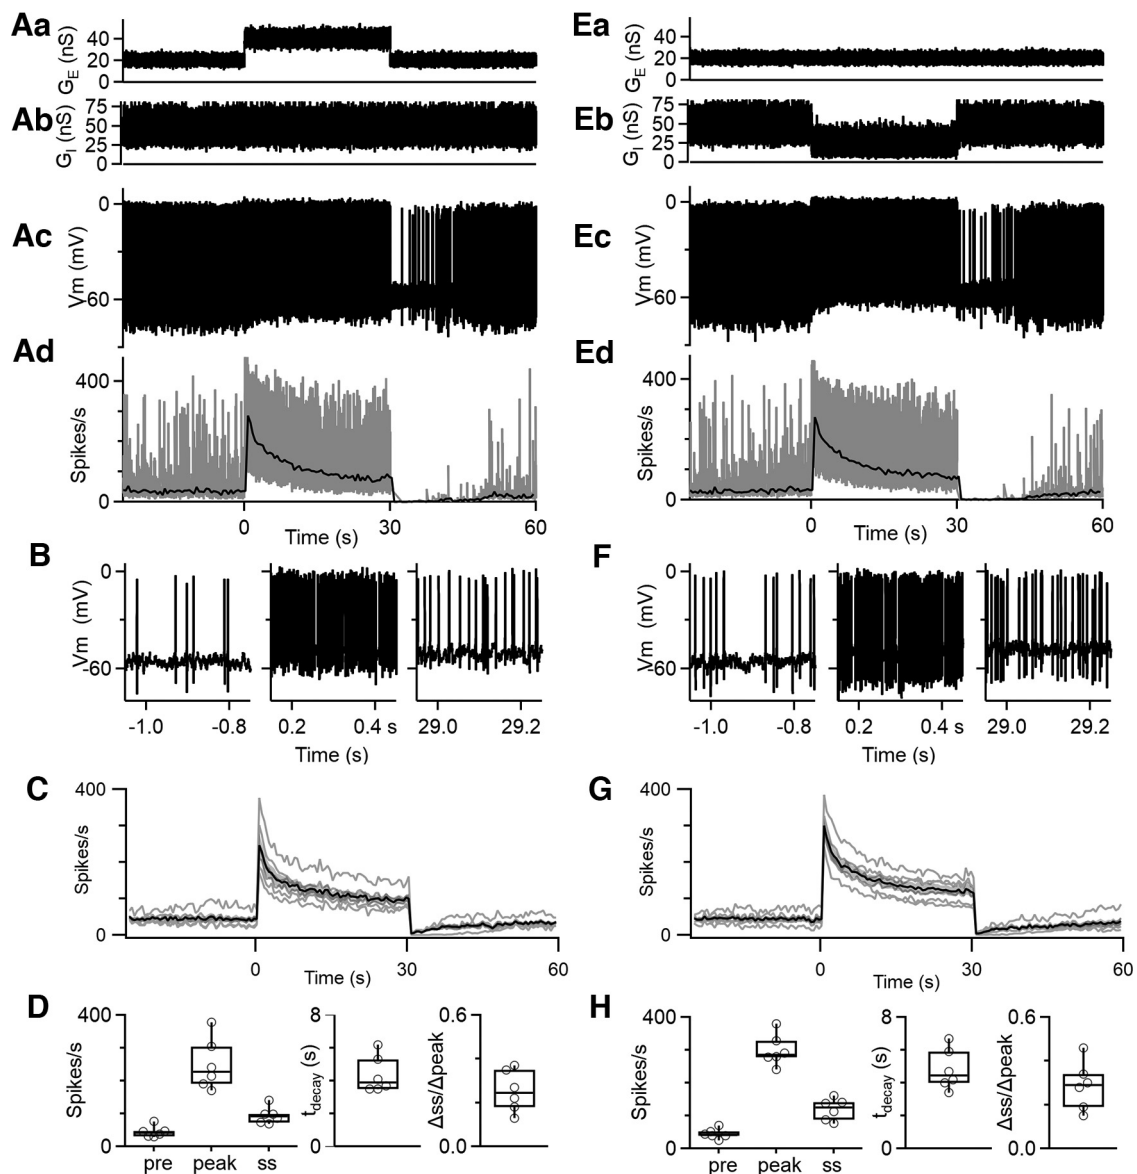 Aa
G_E (nS)
40
20
0
Ab
G_I (nS)
75
50
25
0
Ac
Vm (mV)
0
-60
Ad
Spikes/s
400
0
0
30
60
Time (s)
Ea
G_E (nS)
40
20
0
Eb
G_I (nS)
75
50
25
0
Ec
Vm (mV)
0
-60
Ed
Spikes/s
400
0
0
30
60
Time (s)
B
Vm (mV)
0
-60
-1.0
-0.8
0.2
0.4 s
29.0
29.2
Time (s)
F
Vm (mV)
0
-60
-1.0
-0.8
0.2
0.4 s
29.0
29.2
Time (s)
C
Spikes/s
400
0
0
30
60
Time (s)
G
Spikes/s
400
0
0
30
60
Time (s)
D
Spikes/s
400
0
pre
peak
ss
t_decay (s)
8
0
Δss/Δpeak
0.6
0.0
H
Spikes/s
400
0
pre
peak
ss
t_decay (s)
8
0
Δss/Δpeak
0.6
0.0